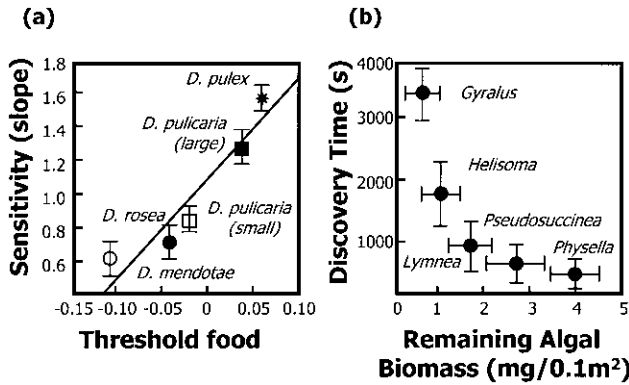 (a)
Sensitivity (slope)
1.8
1.6
1.4
1.2
1.0
0.8
0.6
D. pulex
D. pulicaria
(large)
D. rosea
D. pulicaria
(small)
D. mendotae
-0.15
-0.10
-0.05
0
0.05
0.10
Threshold food
(b)
Discovery Time (s)
4000
3000
2000
1000
Gyralus
Helisoma
Pseudosuccinea
Lymnea
Physella
0
1
2
3
4
5
Remaining Algal
Biomass (mg/0.1m²)